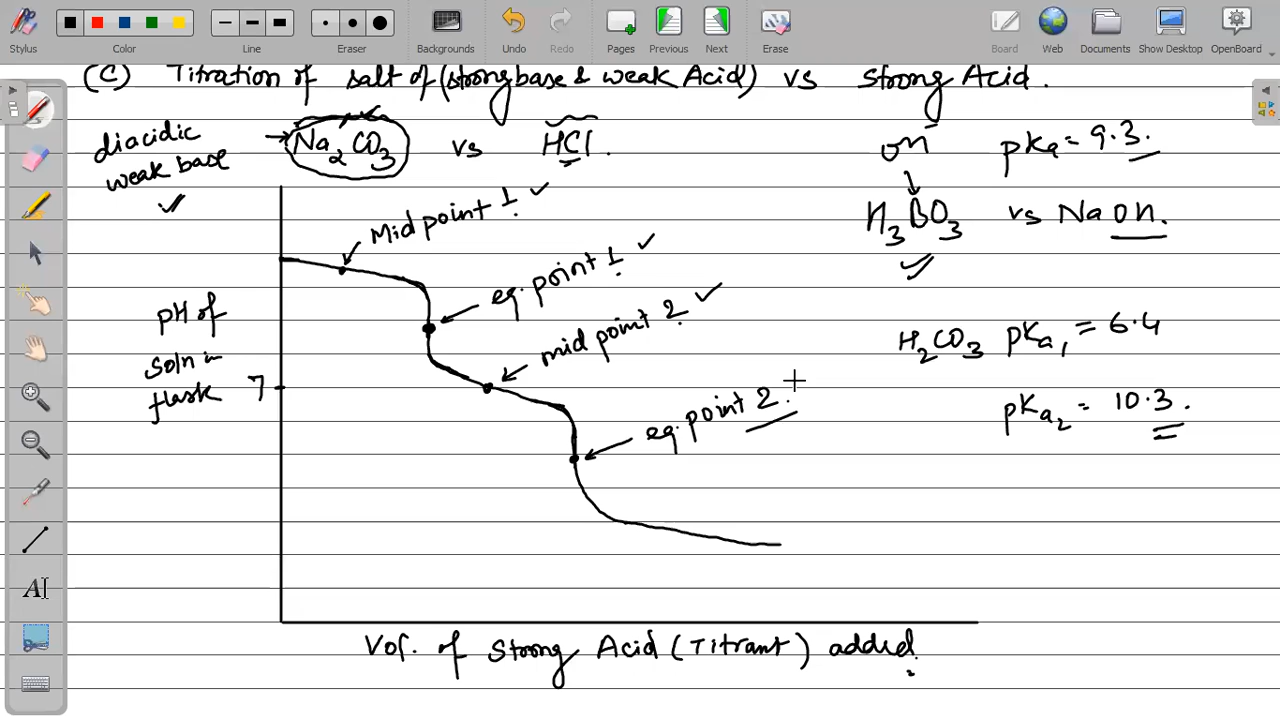 Stylus Color Line Eraser Backgrounds Undo Redo Pages Previous Next Erase Board Web Documents Show Desktop OpenBoard
(C) Titration of salt of (strong base & weak Acid) vs Strong Acid.
diacidic weak base → Na2CO3 vs HCl.
OH⁻ pKa = 9.3.
H3BO3 vs NaOH.
Mid point 1
eq. point 1
mid point 2
eq. point 2.
H2CO3 pKa1 = 6.4
pKa2 = 10.3.
pH of
soln in
flask 7
Vol. of Strong Acid (Titrant) added.
AI